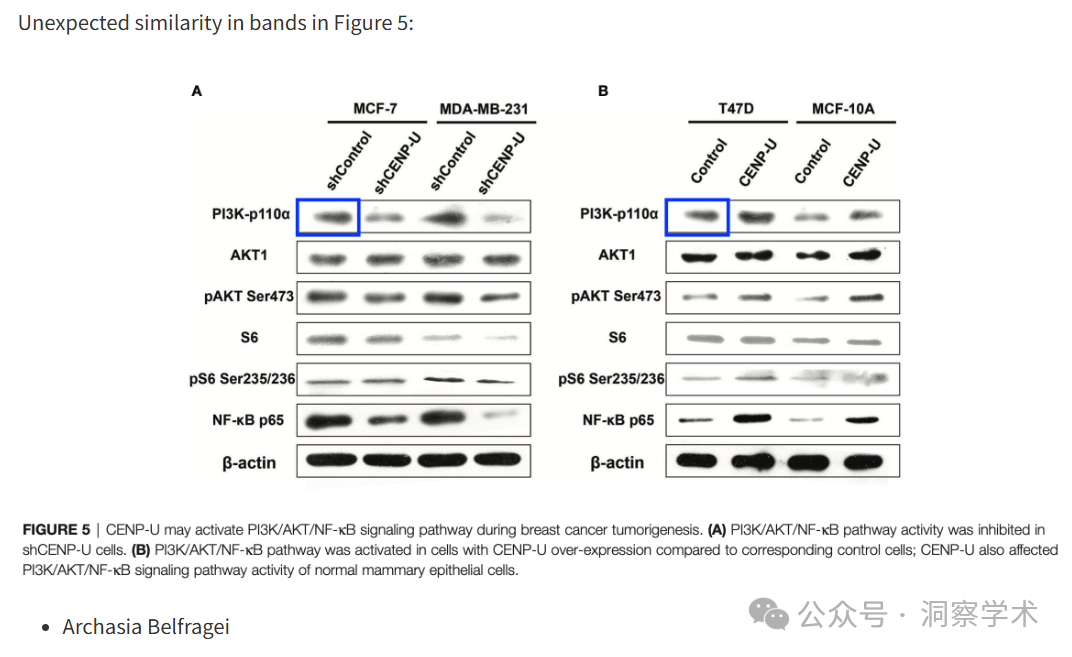 Unexpected similarity in bands in Figure 5:
A
MCF-7 MDA-MB-231
shControl shCENP-U shControl shCENP-U
PI3K-p110α
AKT1
pAKT Ser473
S6
pS6 Ser235/236
NF-κB p65
β-actin
B
T47D MCF-10A
Control CENP-U Control CENP-U
PI3K-p110α
AKT1
pAKT Ser473
S6
pS6 Ser235/236
NF-κB p65
β-actin
FIGURE 5 | CENP-U may activate PI3K/AKT/NF-κB signaling pathway during breast cancer tumorigenesis. (A) PI3K/AKT/NF-κB pathway activity was inhibited in
shCENP-U cells. (B) PI3K/AKT/NF-κB pathway was activated in cells with CENP-U over-expression compared to corresponding control cells; CENP-U also affected
PI3K/AKT/NF-κB signaling pathway activity of normal mammary epithelial cells.
• Archasia Belfragei
公众号 · 洞察学术